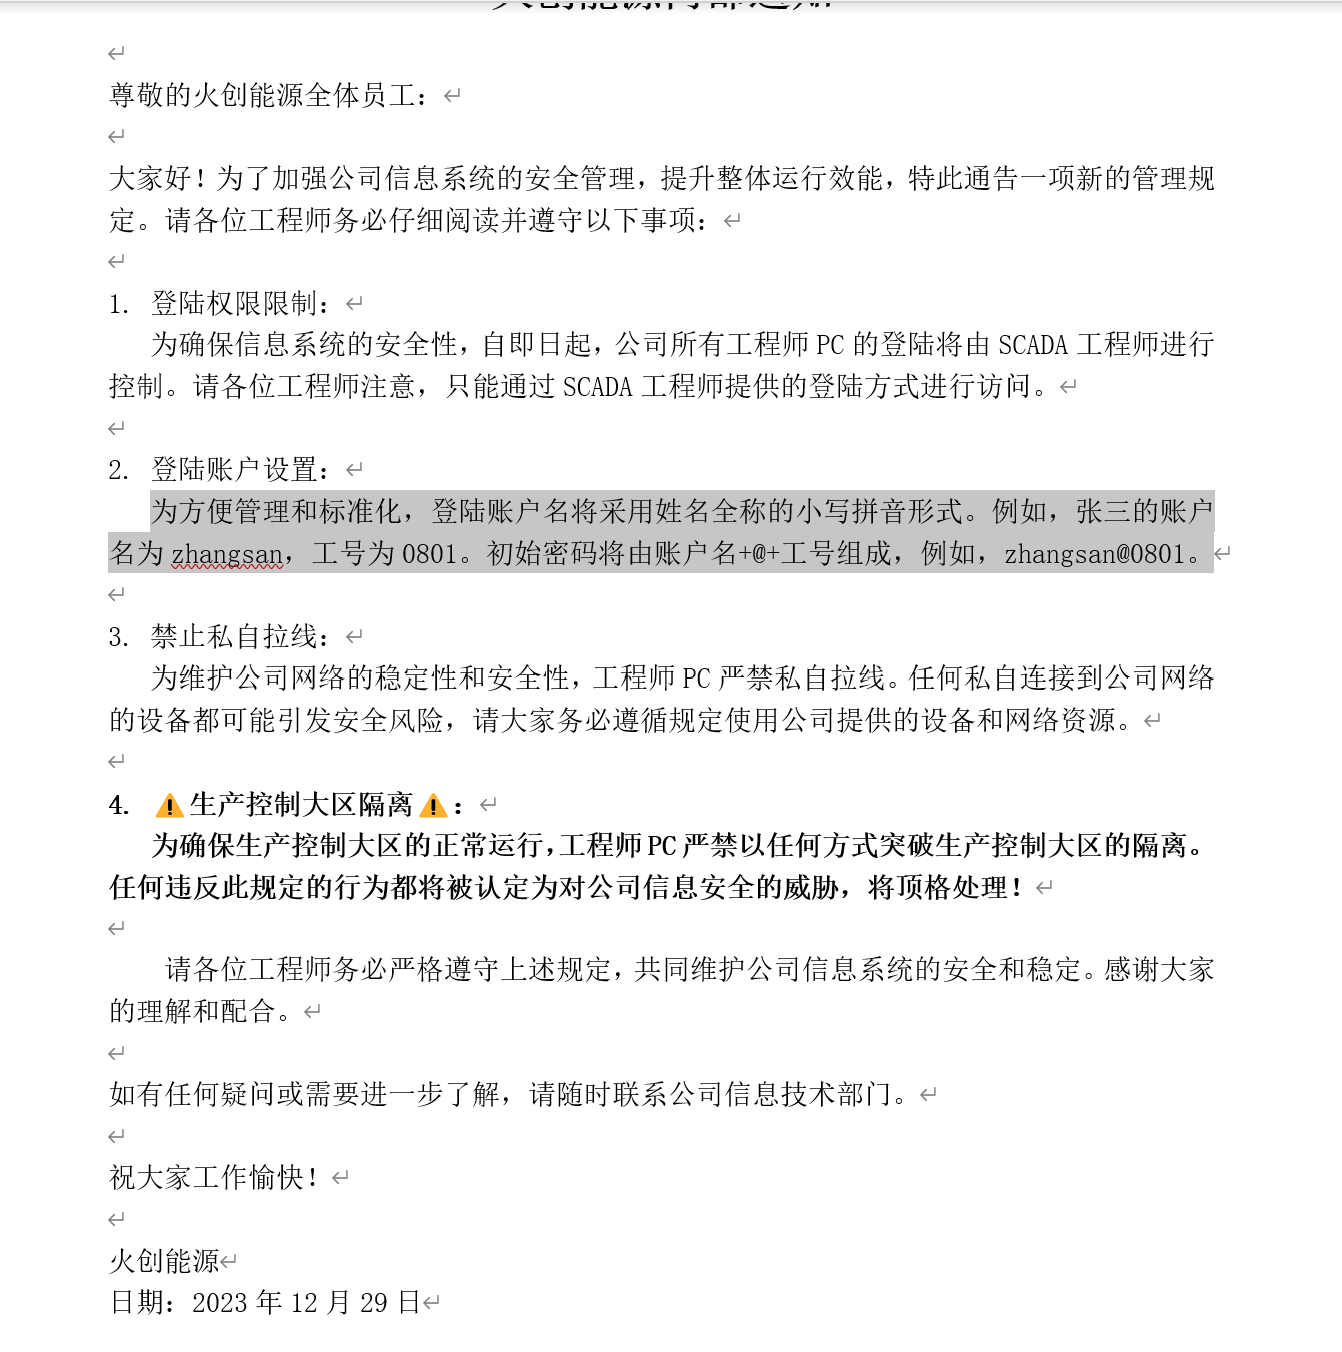 尊敬的火创能源全体员工：
大家好！为了加强公司信息系统的安全管理，提升整体运行效能，特此通告一项新的管理规
定。请各位工程师务必仔细阅读并遵守以下事项：
1. 登陆权限限制：
为确保信息系统的安全性，自即日起，公司所有工程师 PC 的登陆将由 SCADA 工程师进行
控制。请各位工程师注意，只能通过 SCADA 工程师提供的登陆方式进行访问。
2. 登陆账户设置：
为方便管理和标准化，登陆账户名将采用姓名全称的小写拼音形式。例如，张三的账户
名为 zhangsan，工号为 0801。初始密码将由账户名+@+工号组成，例如，zhangsan@0801。
3. 禁止私自拉线：
为维护公司网络的稳定性和安全性，工程师 PC 严禁私自拉线。任何私自连接到公司网络
的设备都可能引发安全风险，请大家务必遵循规定使用公司提供的设备和网络资源。
4. ⚠️生产控制大区隔离⚠️：
为确保生产控制大区的正常运行，工程师 PC 严禁以任何方式突破生产控制大区的隔离。
任何违反此规定的行为都将被认定为对公司信息安全的威胁，将顶格处理！
请各位工程师务必严格遵守上述规定，共同维护公司信息系统的安全和稳定。感谢大家
的理解和配合。
如有任何疑问或需要进一步了解，请随时联系公司信息技术部门。
祝大家工作愉快！
火创能源
日期：2023 年 12 月 29 日